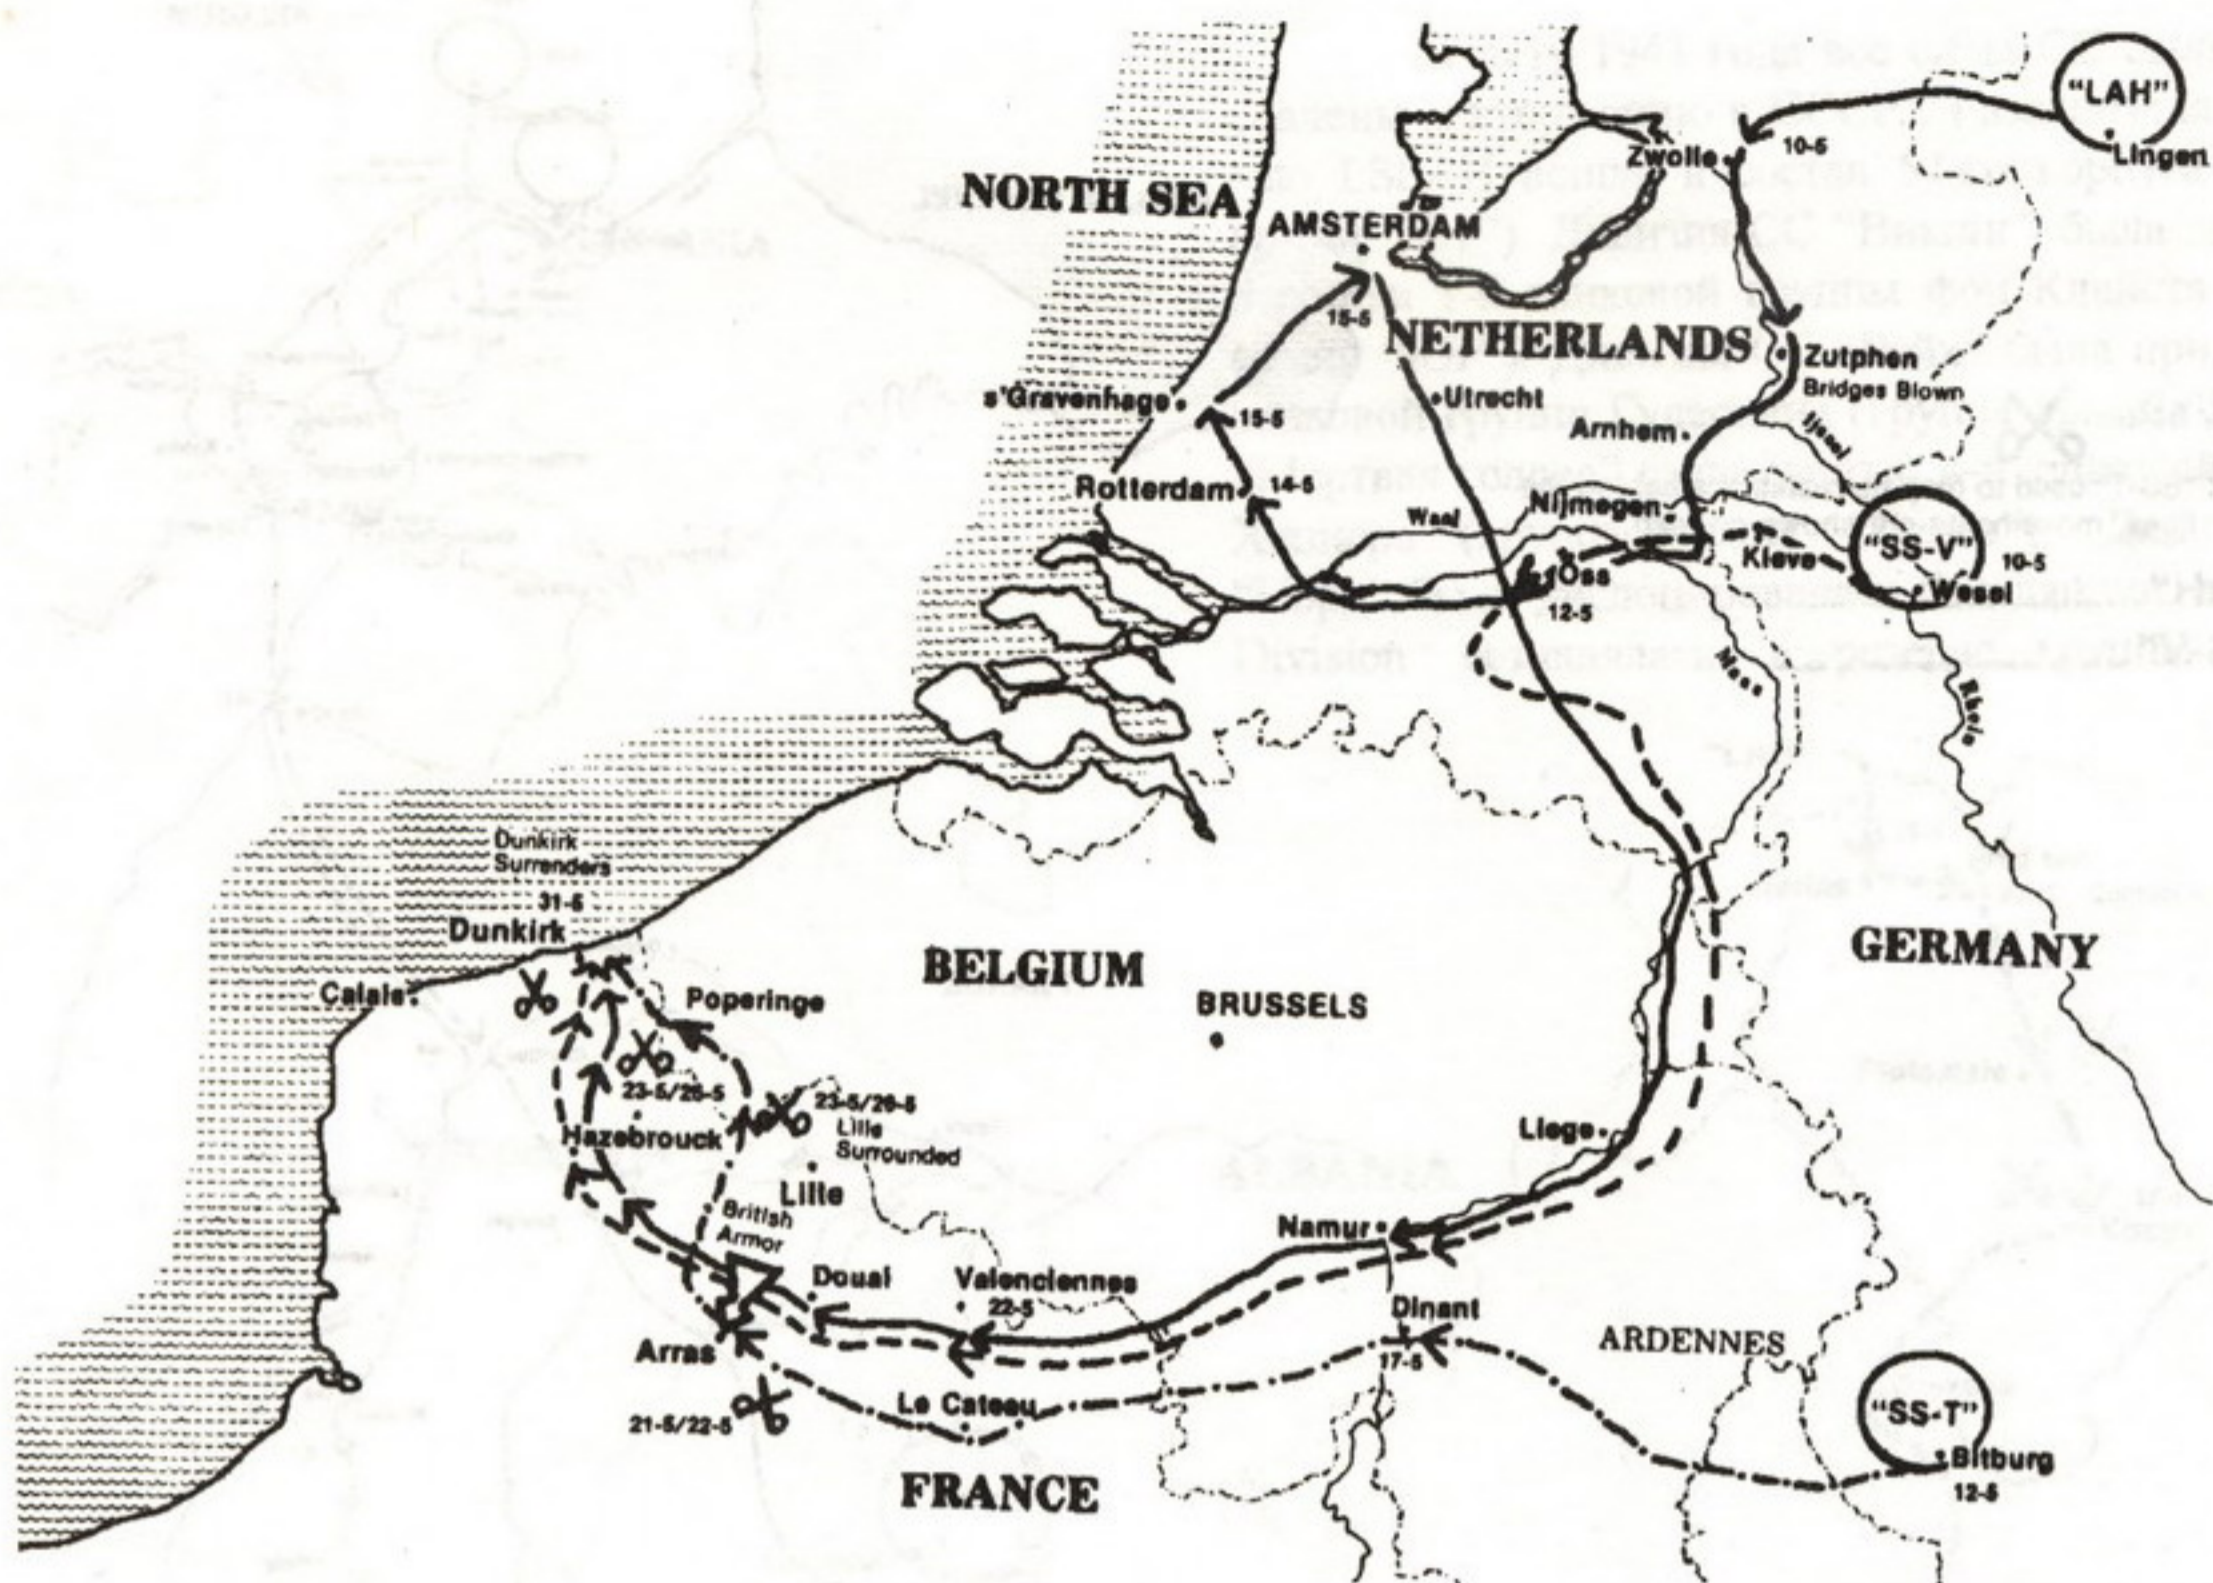 "LAH"
Lingen
10-5
Zwolle
NORTH SEA
AMSTERDAM
15-5
NETHERLANDS
Zutphen
Bridges Blown
s'Gravenhage
15-5
Utrecht
Arnhem
Ijssel
Rotterdam
14-5
Waal
Nijmegen
"SS-V"
10-5
Kleve
Wesel
Oss
12-5
Maas
Rhein
Dunkirk
Surrenders
31-5
Dunkirk
BELGIUM
GERMANY
Calais
Poperinge
BRUSSELS
23-5/26-5
23-5/26-5
Lille
Surrounded
Hazebrouck
Liege
Lille
British
Armor
Namur
Douai
Valenciennes
22-5
Dinant
17-5
ARDENNES
Arras
Le Cateau
21-5/22-5
"SS-T"
Bitburg
12-5
FRANCE